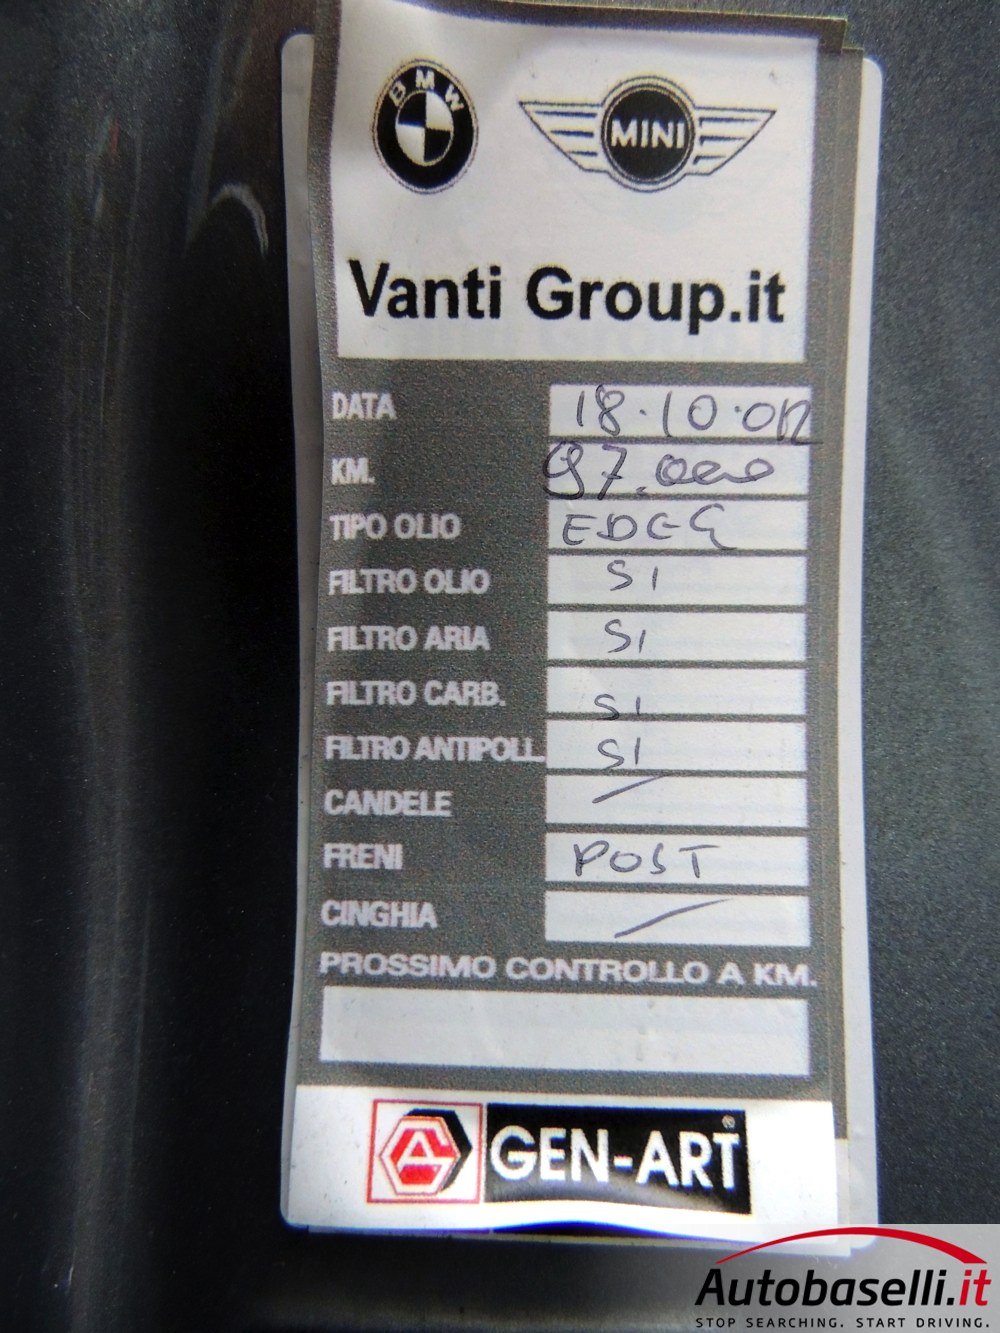 BMW
MINI
Vanti Group.it
DATA 18.10.012
KM. 97.000
TIPO OLIO EDGE
FILTRO OLIO SI
FILTRO ARIA SI
FILTRO CARB. SI
FILTRO ANTIPOLL. SI
CANDELE /
FRENI POST
CINGHIA /
PROSSIMO CONTROLLO A KM.
GEN-ART®
Autobaselli.it
STOP SEARCHING. START DRIVING.